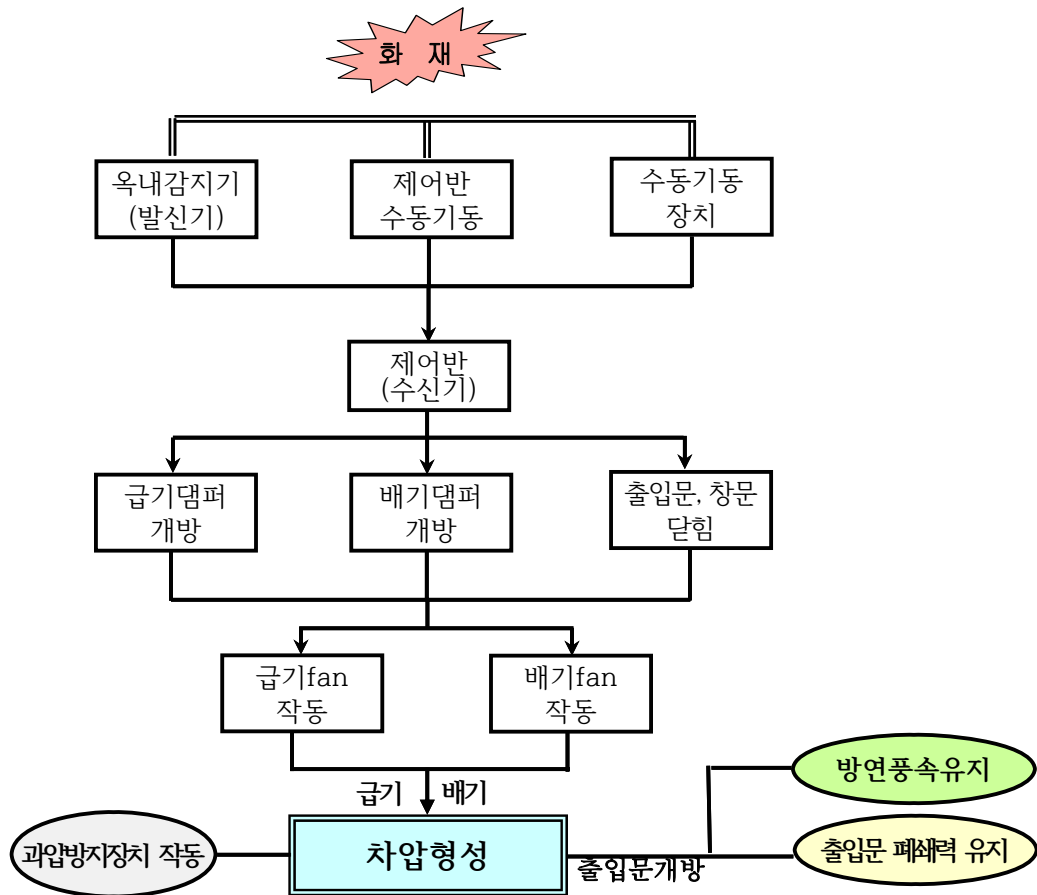 화 재
옥내감지기
(발신기)
제어반
수동기동
수동기동
장치
제어반
(수신기)
급기댐퍼
개방
배기댐퍼
개방
출입문, 창문
닫힘
급기fan
작동
배기fan
작동
급기 배기
방연풍속유지
과압방지장치 작동
차압형성
출입문개방
출입문 폐쇄력 유지